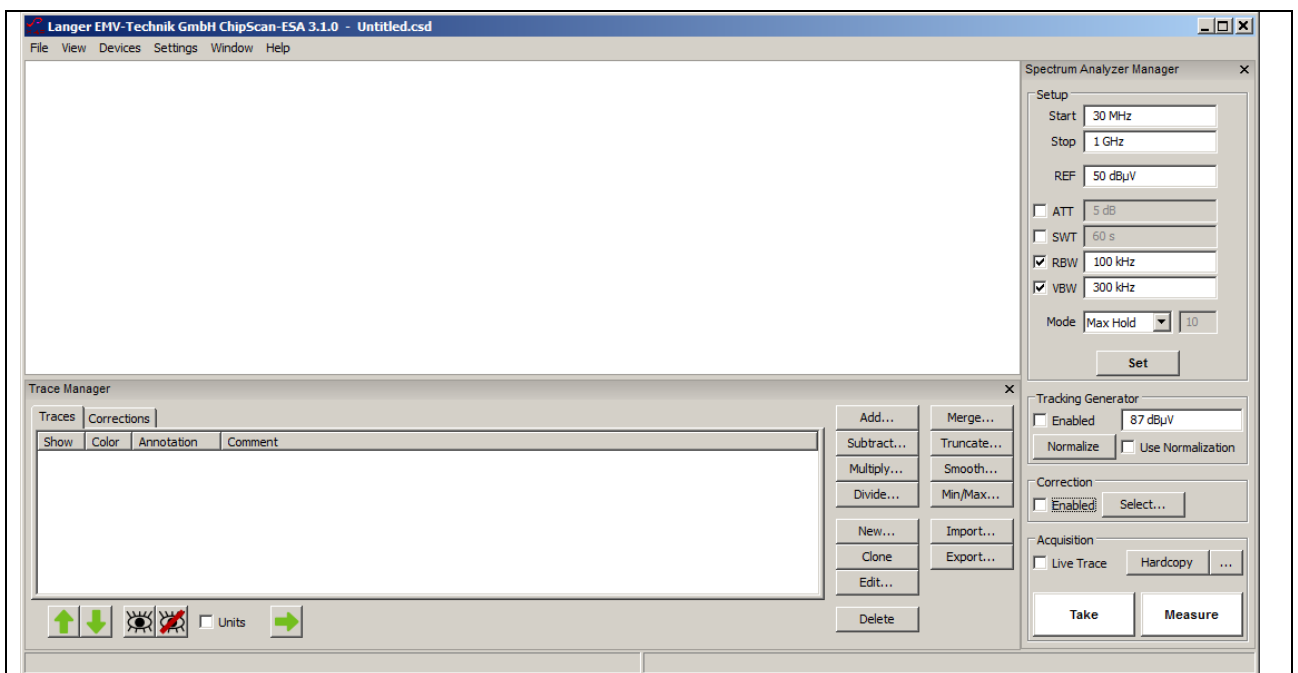 Langer EMV-Technik GmbH ChipScan-ESA 3.1.0 - Untitled.csd
File View Devices Settings Window Help
Spectrum Analyzer Manager
Setup
Start 30 MHz
Stop 1 GHz
REF 50 dBµV
ATT 5 dB
SWT 60 s
RBW 100 kHz
VBW 300 kHz
Mode Max Hold 10
Set
Trace Manager
Traces Corrections
Show Color Annotation Comment
Add... Merge...
Subtract... Truncate...
Multiply... Smooth...
Divide... Min/Max...
New... Import...
Clone Export...
Edit...
Delete
Units
Tracking Generator
Enabled 87 dBµV
Normalize Use Normalization
Correction
Enabled Select...
Acquisition
Live Trace Hardcopy ...
Take Measure